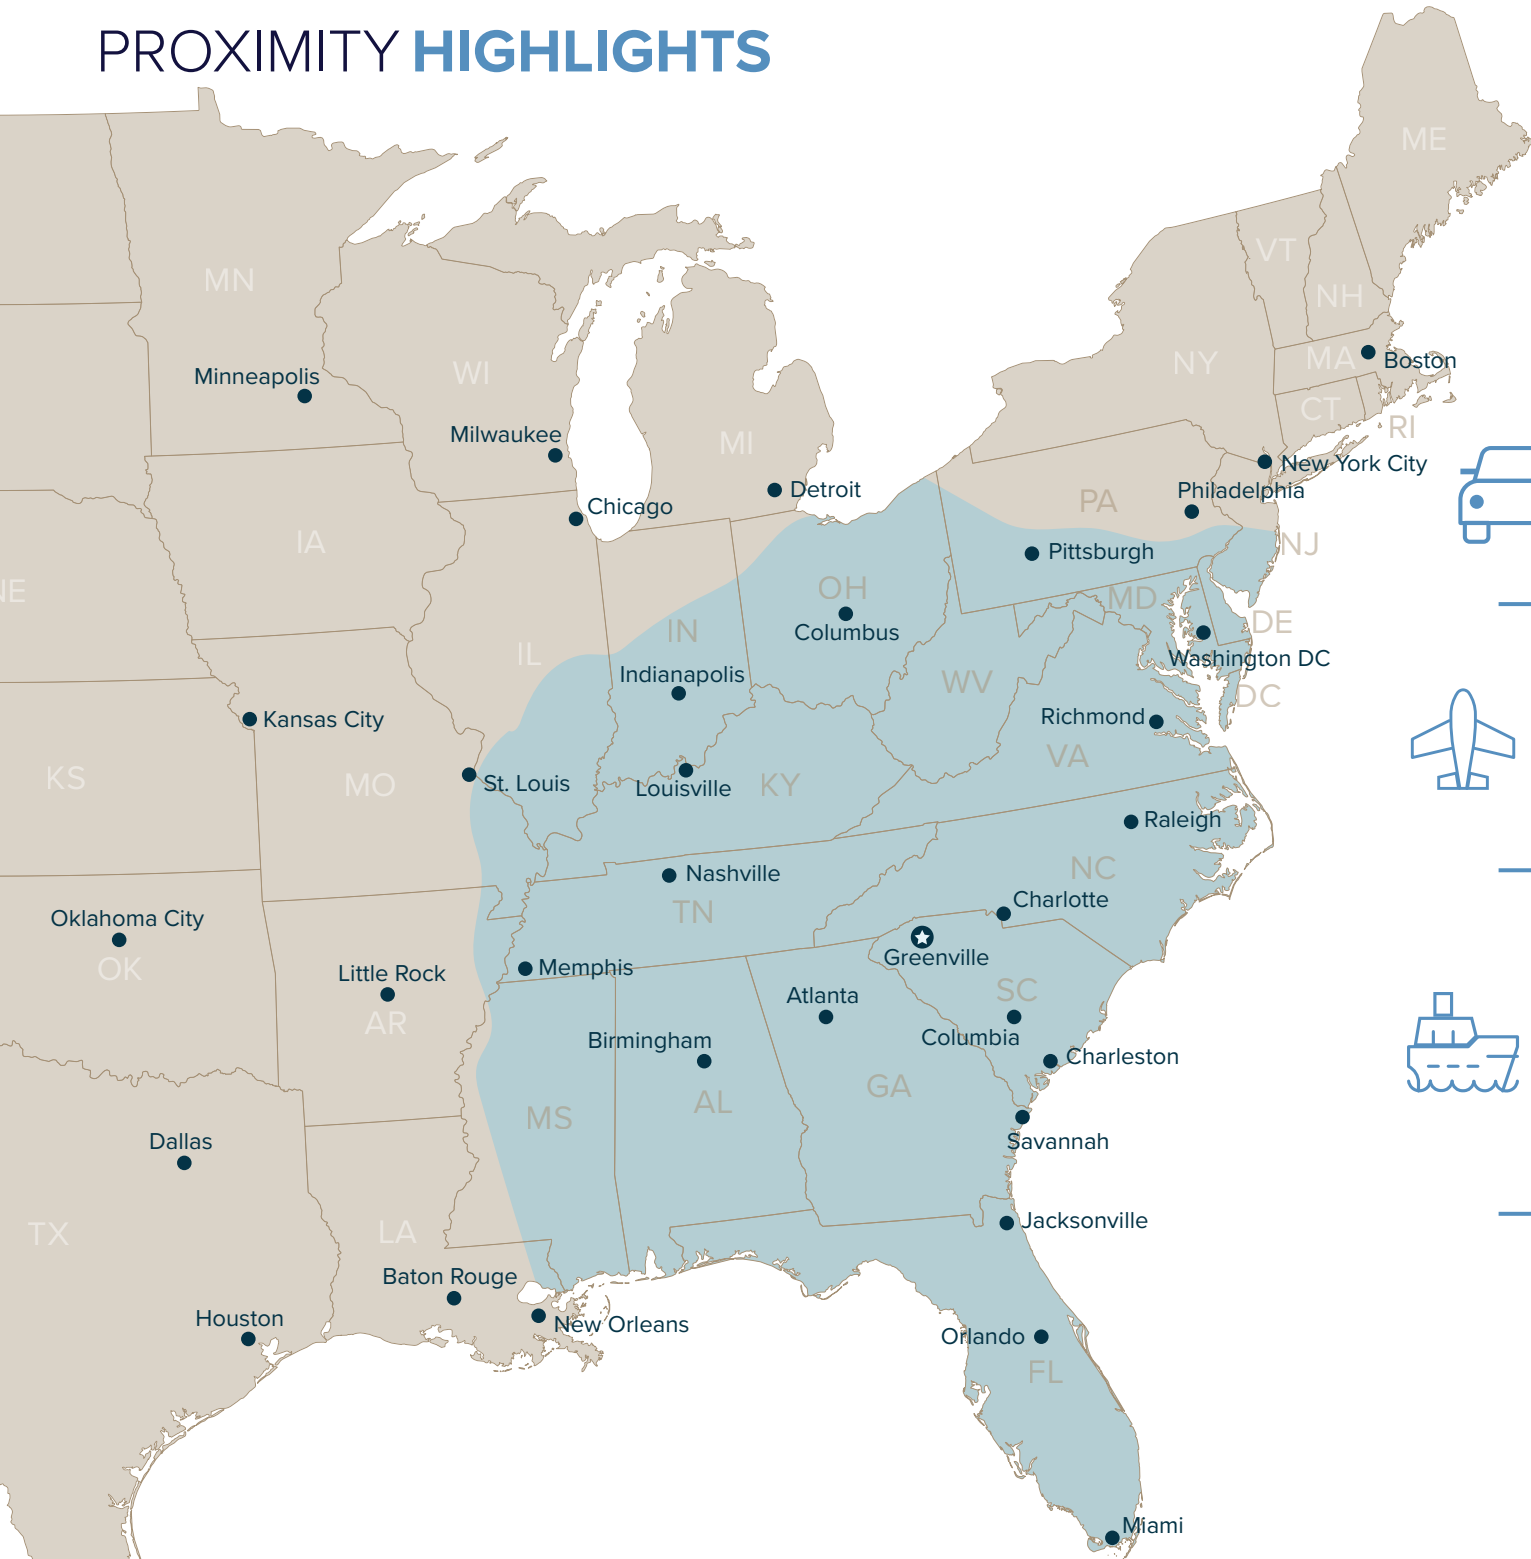 PROXIMITY HIGHLIGHTS
ME
VT
MN
NH
NY
MA
Boston
WI
Minneapolis
CT
RI
Milwaukee
MI
New York City
Detroit
Philadelphia
PA
Chicago
IA
NJ
Pittsburgh
OH
MD
DE
IN
Columbus
IL
Washington DC
Indianapolis
WV
DC
Kansas City
Richmond
VA
KS
MO
St. Louis
Louisville
KY
Raleigh
NC
Nashville
Charlotte
TN
Oklahoma City
Greenville
OK
Little Rock
Memphis
SC
Atlanta
AR
Columbia
Birmingham
Charleston
GA
AL
MS
Dallas
Savannah
Jacksonville
TX
LA
Baton Rouge
Houston
New Orleans
Orlando
FL
Miami